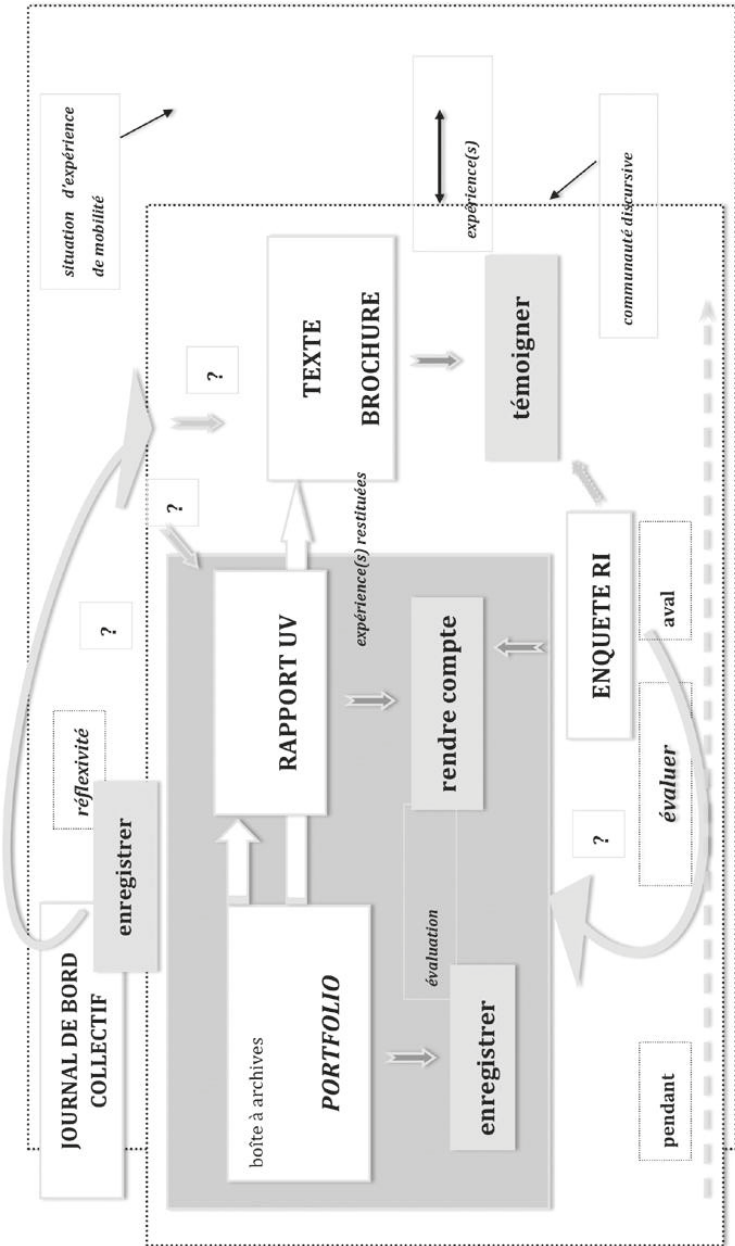 JOURNAL DE BORD
COLLECTIF
enregistrer
réflexivité
?
situation d'expérience
de mobilité
?
?
boîte à archives
PORTFOLIO
RAPPORT UV
TEXTE
BROCHURE
expérience(s) restituées
évaluation
enregistrer
rendre compte
témoigner
expérience(s)
?
ENQUETE RI
communauté discursive
pendant
évaluer
aval